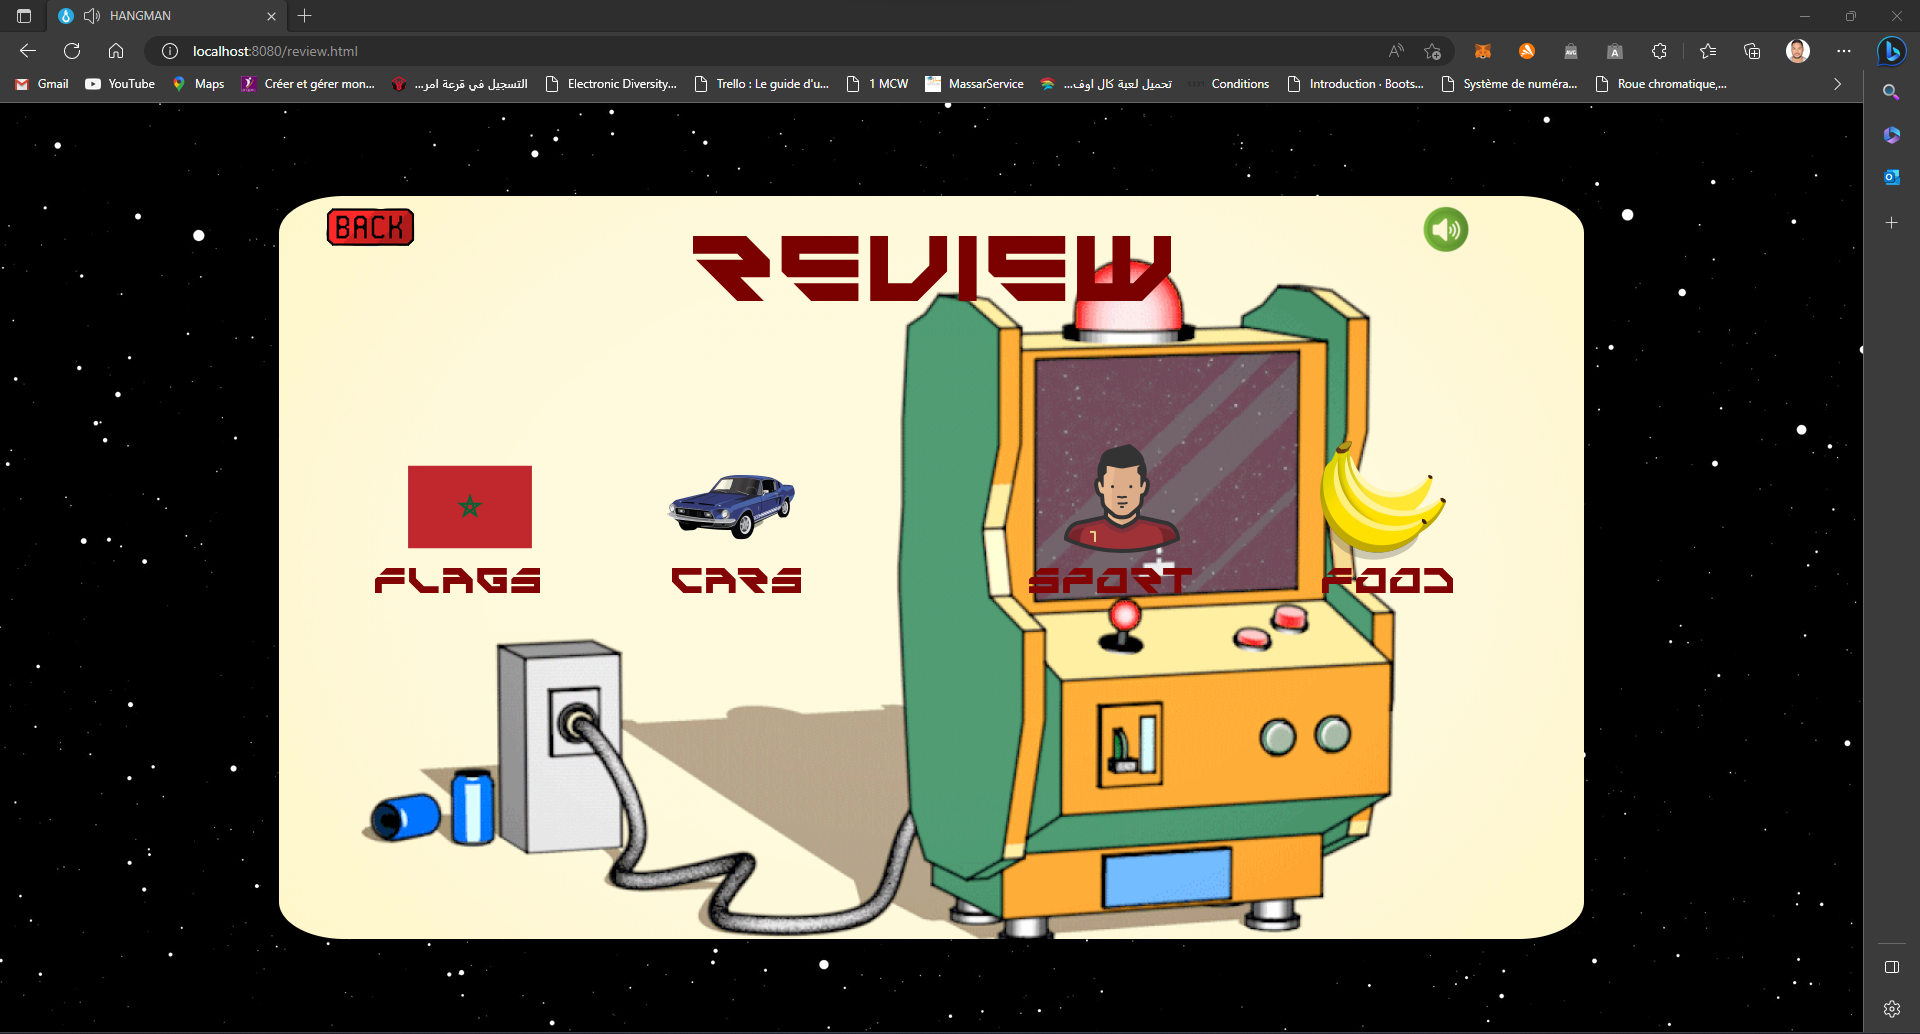 HANGMAN
localhost:8080/review.html
Gmail
YouTube
Maps
Créer et gérer mon...
التسجيل في قرعة امر...
Electronic Diversity...
Trello : Le guide d'u...
1 MCW
MassarService
تحميل لعبة كال اوف...
Conditions
Introduction · Boots...
Système de numéra...
Roue chromatique,...
BACK
REVIEW
1
FLAGS
CARS
SPORT
FOOD